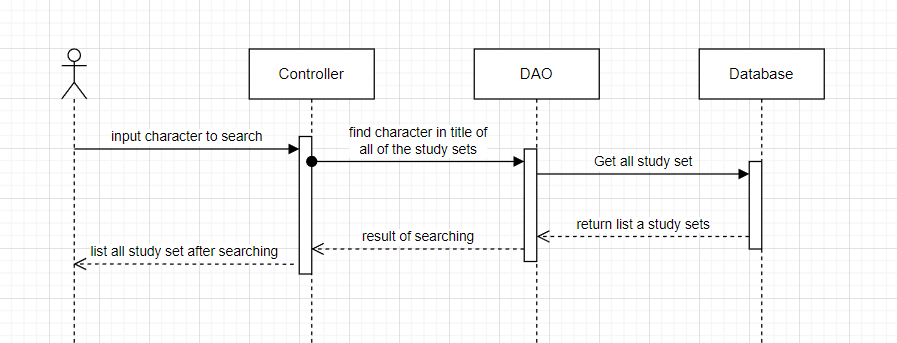 Controller
DAO
Database
input character to search
find character in title of
all of the study sets
Get all study set
return list a study sets
result of searching
list all study set after searching